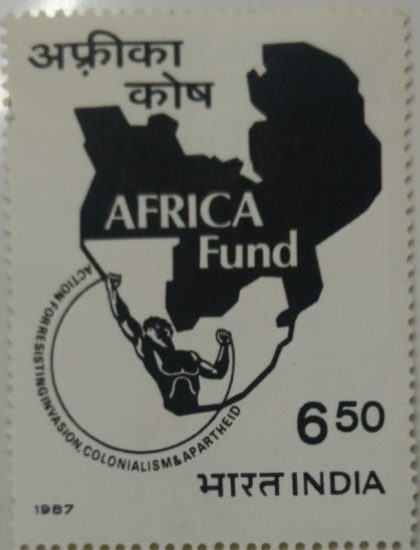 अफ़्रीका
कोष
AFRICA
Fund
ACTION FOR RESISTING INVASION, COLONIALISM & APARTHEID
6 50
भारत INDIA
1987